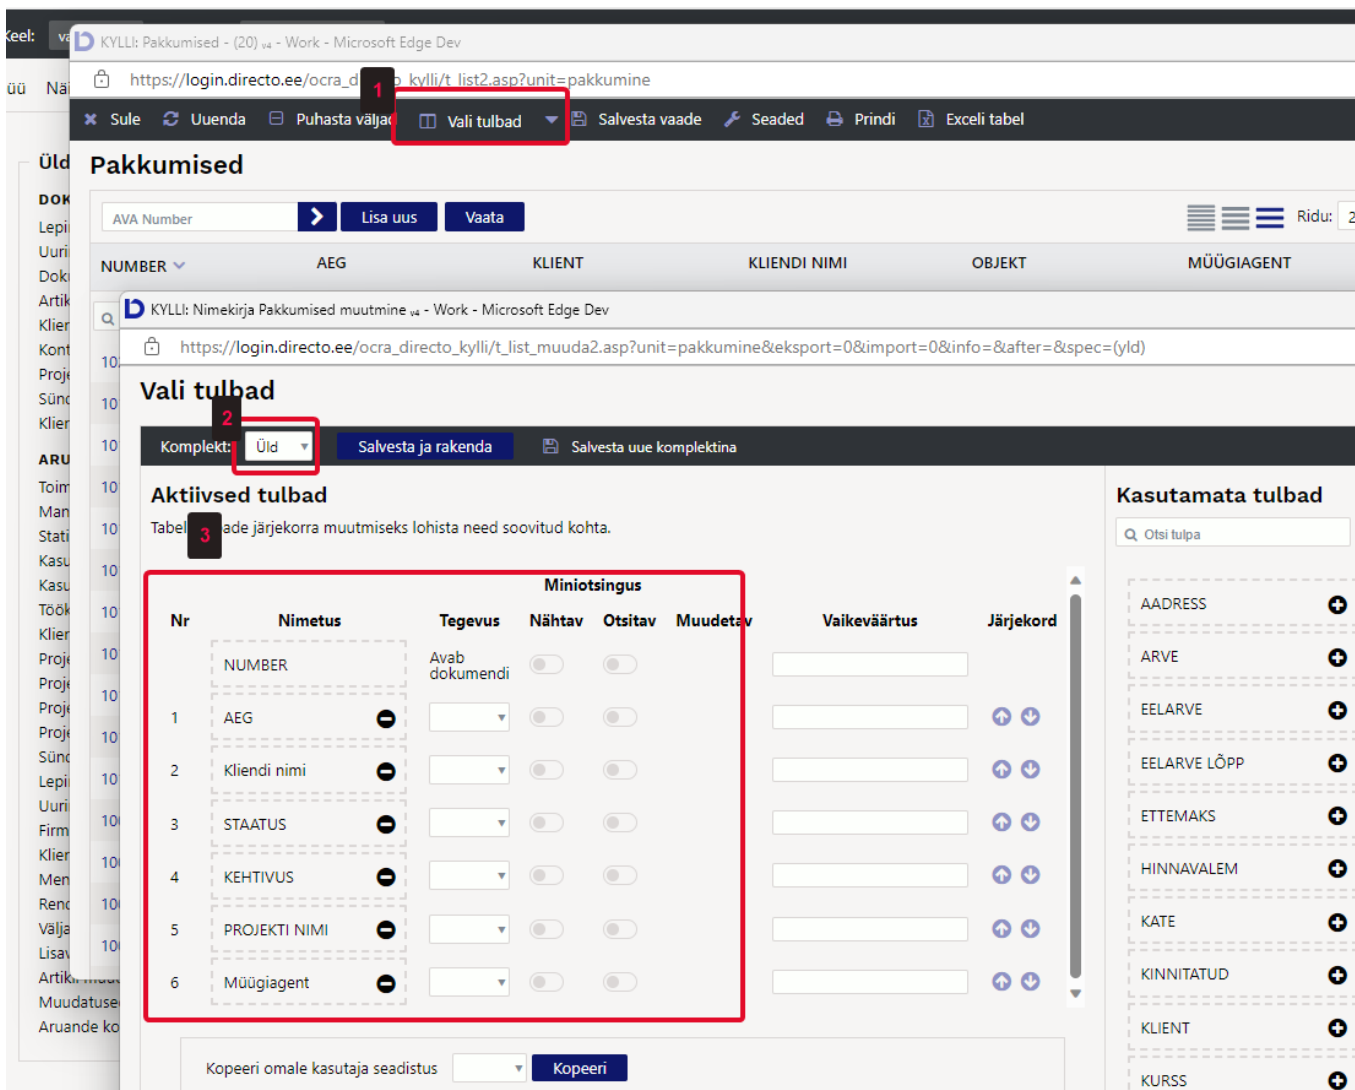 Keel:
KYLLI: Pakkumised - (20) v4 - Work - Microsoft Edge Dev
https://login.directo.ee/ocra_d kylli/t_list2.asp?unit=pakkumine
1
Sule Uuenda Puhasta väljad Vali tulbad Salvesta vaade Seaded Prindi Exceli tabel
Pakkumised
AVA Number Lisa uus Vaata Ridu: 2
NUMBER AEG KLIENT KLIENDI NIMI OBJEKT MÜÜGIAGENT
KYLLI: Nimekirja Pakkumised muutmine v4 - Work - Microsoft Edge Dev
https://login.directo.ee/ocra_directo_kylli/t_list_muuda2.asp?unit=pakkumine&eksport=0&import=0&info=&after=&spec=(yld)
Vali tulbad
2
Komplekt: Üld Salvesta ja rakenda Salvesta uue komplektina
Aktiivsed tulbad
Tabel ade järjekorra muutmiseks lohista need soovitud kohta.
3
Miniotsingus
Nr Nimetus Tegevus Nähtav Otsitav Muudetav Vaikeväärtus Järjekord
NUMBER Avab dokumendi
1 AEG
2 Kliendi nimi
3 STAATUS
4 KEHTIVUS
5 PROJEKTI NIMI
6 Müügiagent
Kopeeri omale kasutaja seadistus Kopeeri
Kasutamata tulbad
Otsi tulpa
AADRESS
ARVE
EELARVE
EELARVE LÕPP
ETTEMAKS
HINNAVALEM
KATE
KINNITATUD
KLIENT
KURSS